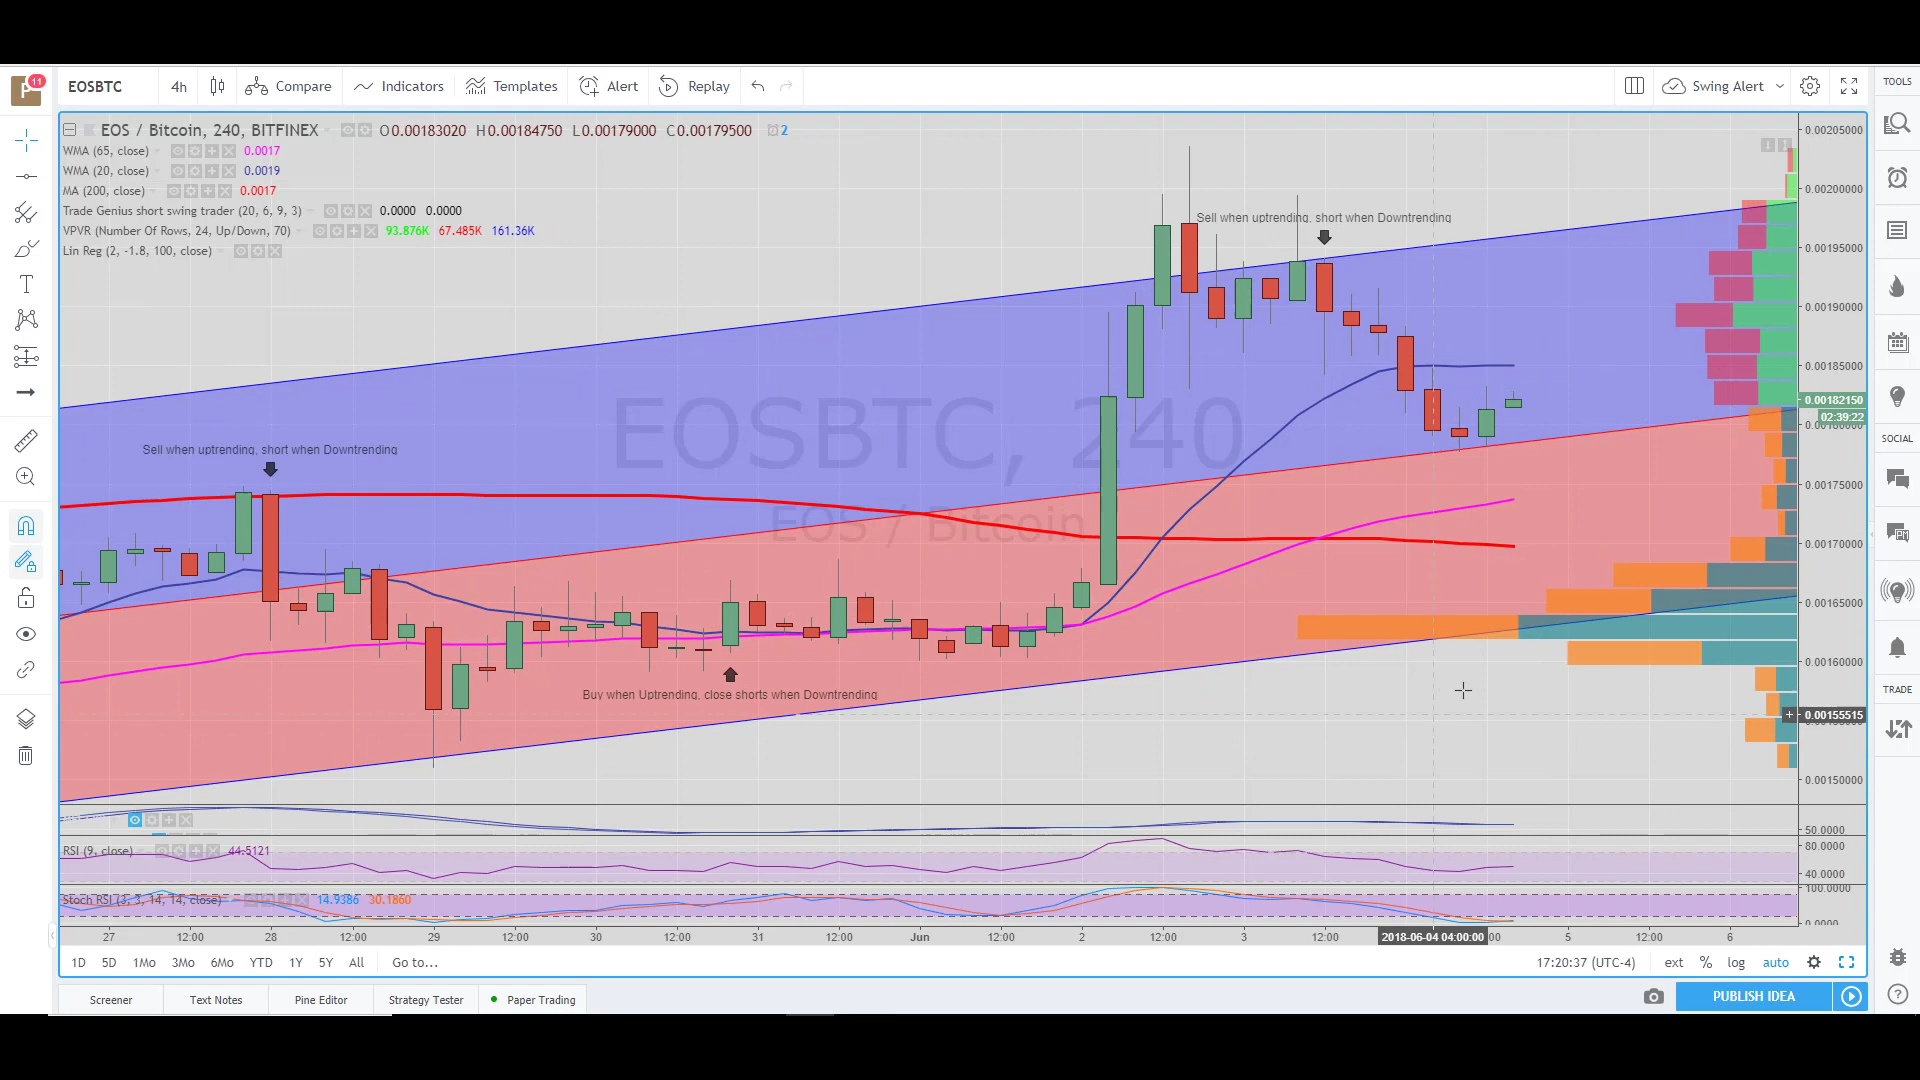 11
P
EOSBTC 4h Compare Indicators Templates Alert Replay Swing Alert
TOOLS
EOS / Bitcoin, 240, BITFINEX O0.00183020 H0.00184750 L0.00179000 C0.00179500 2
WMA (65, close) 0.0017
WMA (20, close) 0.0019
MA (200, close) 0.0017
Trade Genius short swing trader (20, 6, 9, 3) 0.0000 0.0000
VPVR (Number Of Rows, 24, Up/Down, 70) 93.876K 67.485K 161.36K
Lin Reg (2, -1.8, 100, close)
EOSBTC, 240
EOS / Bitcoin
Sell when uptrending, short when Downtrending
Sell when uptrending, short when Downtrending
Buy when Uptrending, close shorts when Downtrending
0.00205000
0.00200000
0.00195000
0.00190000
0.00185000
0.00182150
02:39:22
0.00180000
0.00175000
0.00170000
0.00165000
0.00160000
0.00155515
0.00150000
50.0000
80.0000
40.0000
100.0000
0.0000
SOCIAL
TRADE
RSI (9, close) 44.5121
Stoch RSI (3, 3, 14, 14, close) 14.9386 30.1860
27 12:00 28 12:00 29 12:00 30 12:00 31 12:00 Jun 12:00 2 12:00 3 12:00 2018-06-04 04:00:00 :00 5 12:00 6
1D 5D 1Mo 3Mo 6Mo YTD 1Y 5Y All Go to... 17:20:37 (UTC-4) ext % log auto
Screener Text Notes Pine Editor Strategy Tester Paper Trading PUBLISH IDEA